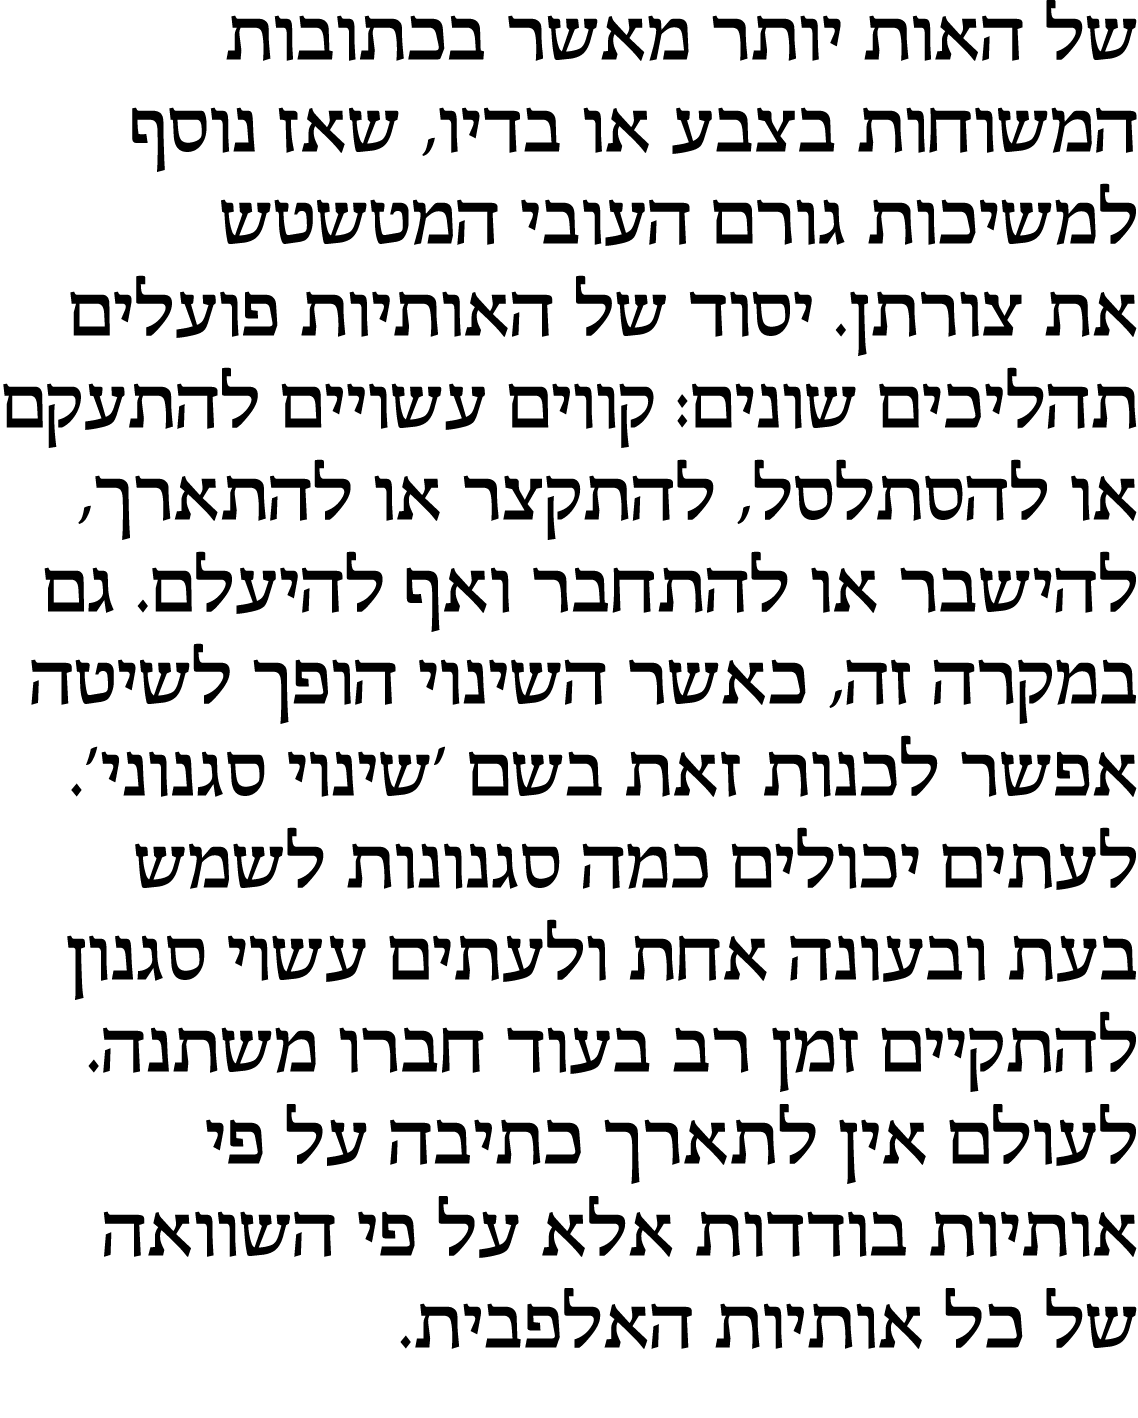 של האות יותר מאשר בכתובות
המשוחות בצבע או בדיו, שאז נוסף
למשיכות גורם העובי המטשטש
את צורתן. יסוד של האותיות פועלים
תהליכים שונים: קווים עשויים להתעקם
או להסתלסל, להתקצר או להתארך,
להישבר או להתחבר ואף להיעלם. גם
במקרה זה, כאשר השינוי הופך לשיטה
אפשר לכנות זאת בשם ׳שינוי סגנוני׳.
לעתים יכולים כמה סגנונות לשמש
בעת ובעונה אחת ולעתים עשוי סגנון
להתקיים זמן רב בעוד חברו משתנה.
לעולם אין לתארך כתיבה על פי
אותיות בודדות אלא על פי השוואה
של כל אותיות האלפבית.